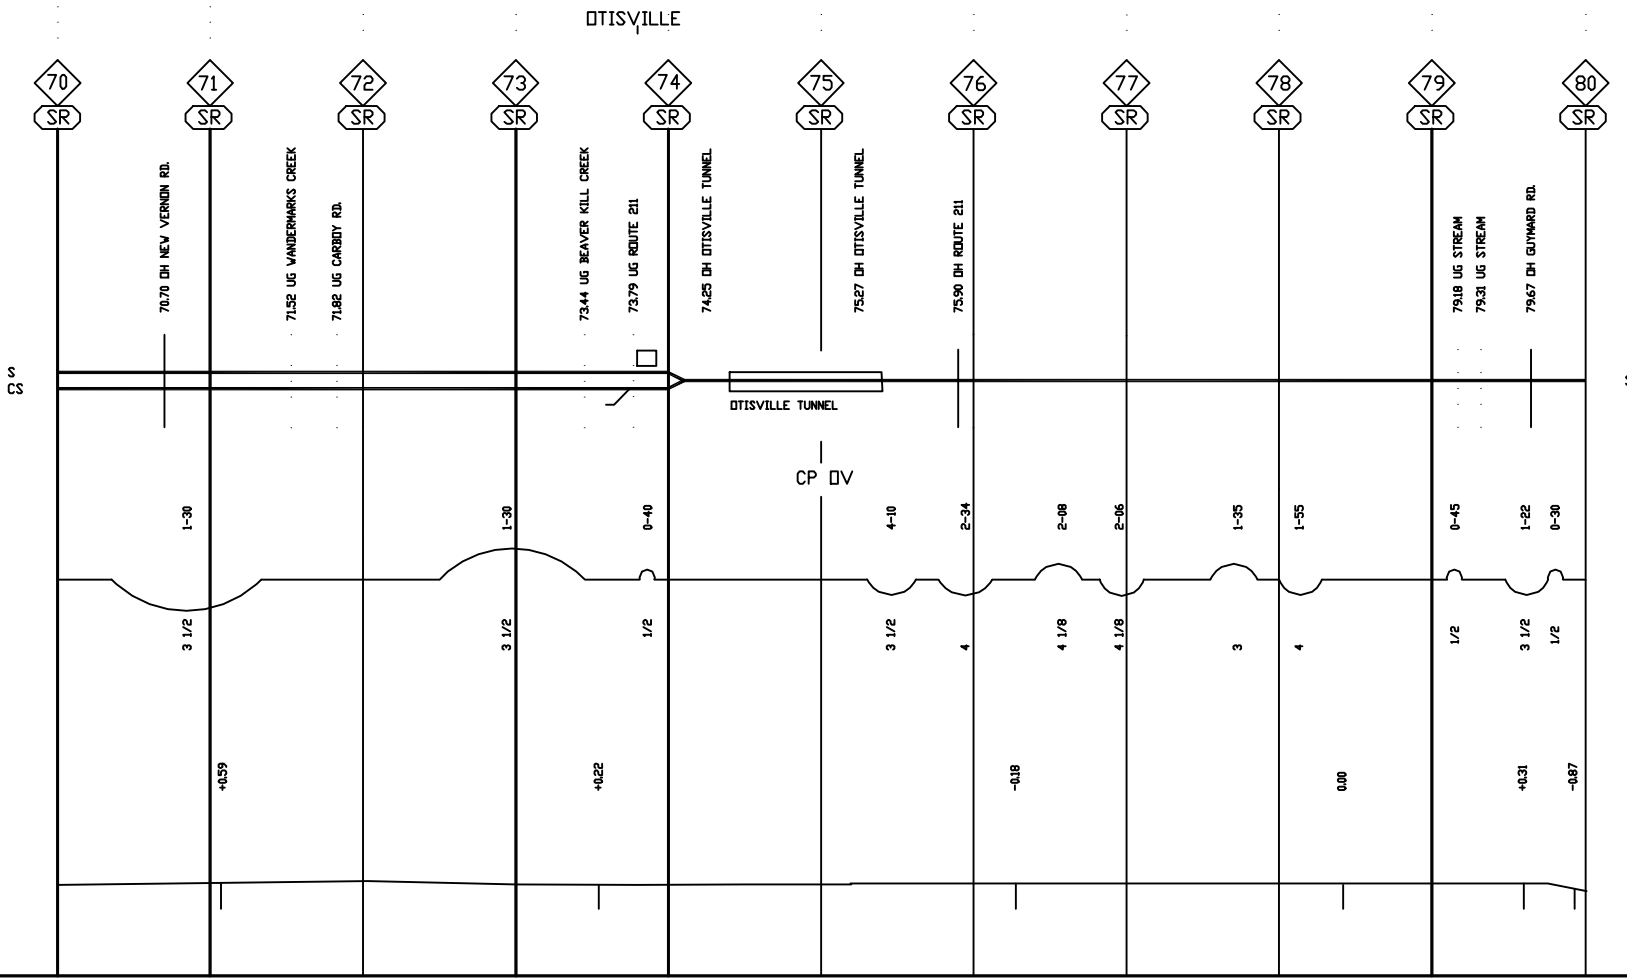 OTISVILLE
70 71 72 73 74 75 76 77 78 79 80
SR SR SR SR SR SR SR SR SR SR SR
70.70 OH NEW VERNON RD.
71.52 UG WANDERMARKS CREEK
71.82 UG CARBOY RD.
73.44 UG BEAVER KILL CREEK
73.79 UG ROUTE 211
74.25 OH OTISVILLE TUNNEL
75.27 OH OTISVILLE TUNNEL
75.90 OH ROUTE 211
79.18 UG STREAM
79.31 UG STREAM
79.67 OH GUYMARD RD.
S
CS
OTISVILLE TUNNEL
CP OV
1-30 1-30 0-40 4-10 2-34 2-08 2-06 1-35 1-55 0-45 1-22 0-30
3 1/2 3 1/2 1/2 3 1/2 4 4 1/8 4 1/8 3 4 1/2 3 1/2 1/2
+0.59 +0.22 -0.18 0.00 +0.31 -0.87